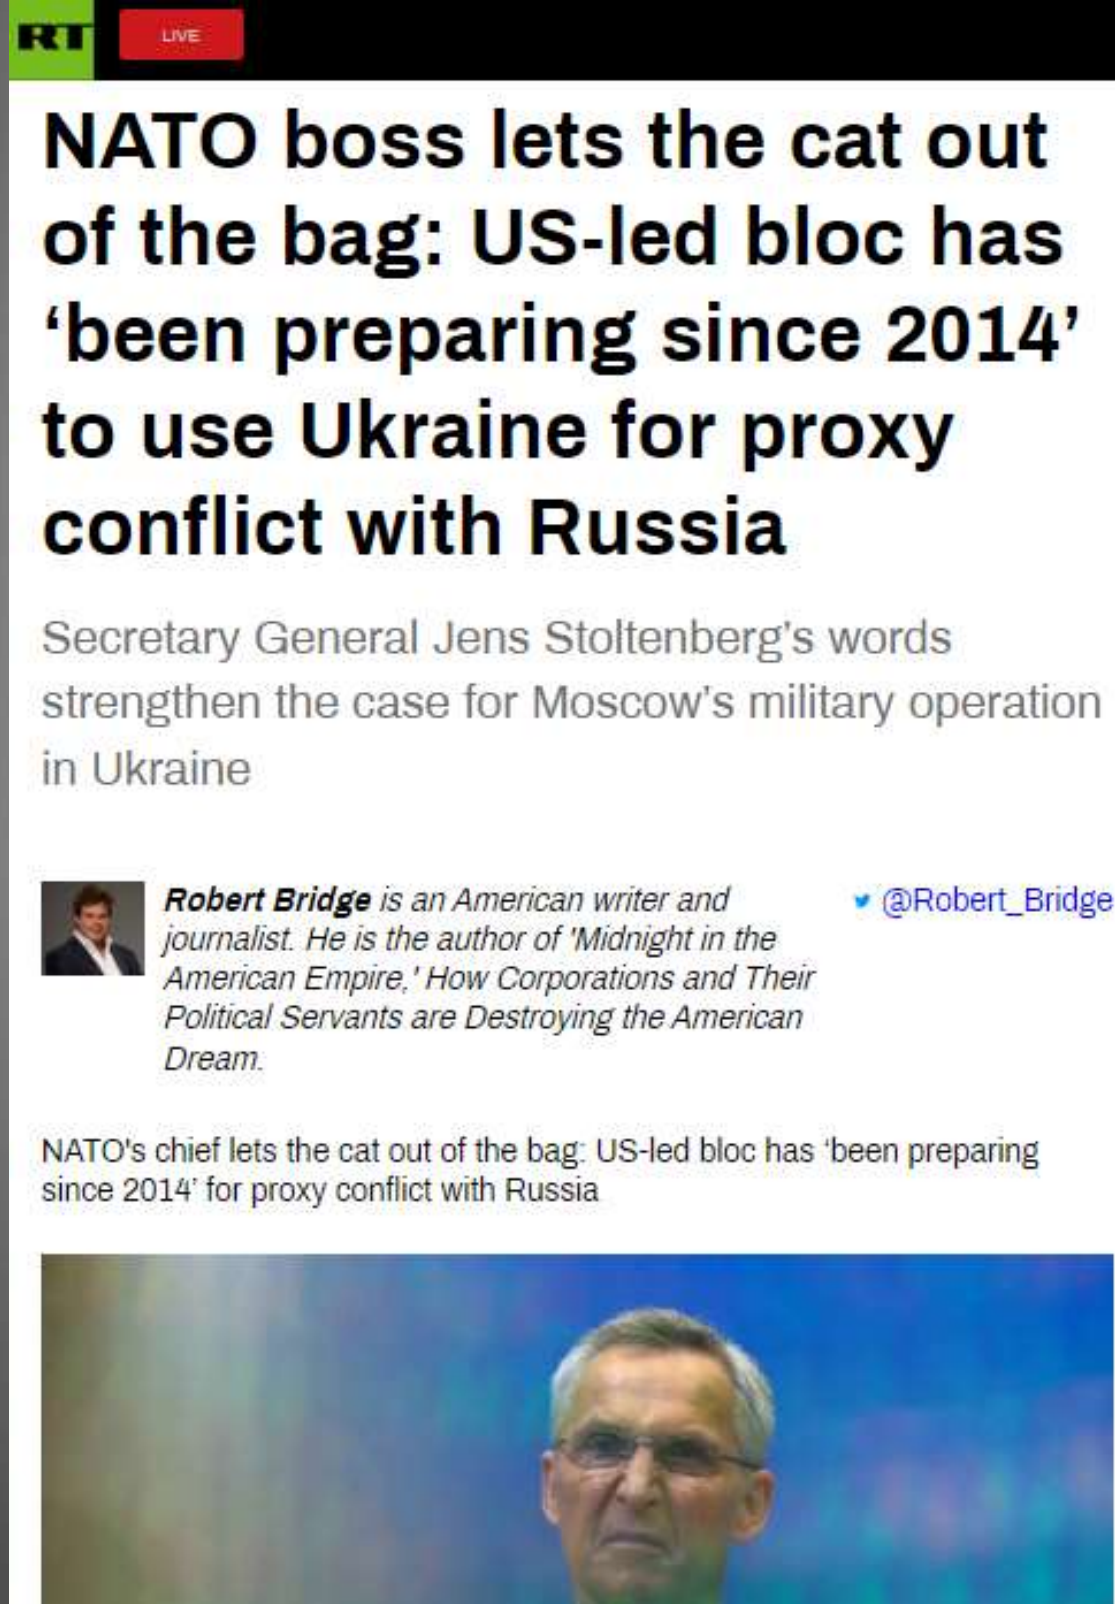 RT
LIVE
NATO boss lets the cat out
of the bag: US-led bloc has
‘been preparing since 2014’
to use Ukraine for proxy
conflict with Russia
Secretary General Jens Stoltenberg’s words
strengthen the case for Moscow’s military operation
in Ukraine
Robert Bridge is an American writer and
journalist. He is the author of 'Midnight in the
American Empire,' How Corporations and Their
Political Servants are Destroying the American
Dream.
@Robert_Bridge
NATO's chief lets the cat out of the bag: US-led bloc has ‘been preparing
since 2014’ for proxy conflict with Russia